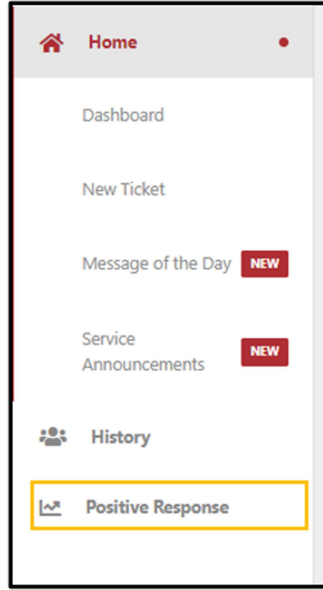 Home
Dashboard
New Ticket
Message of the Day NEW
Service
Announcements NEW
History
Positive Response